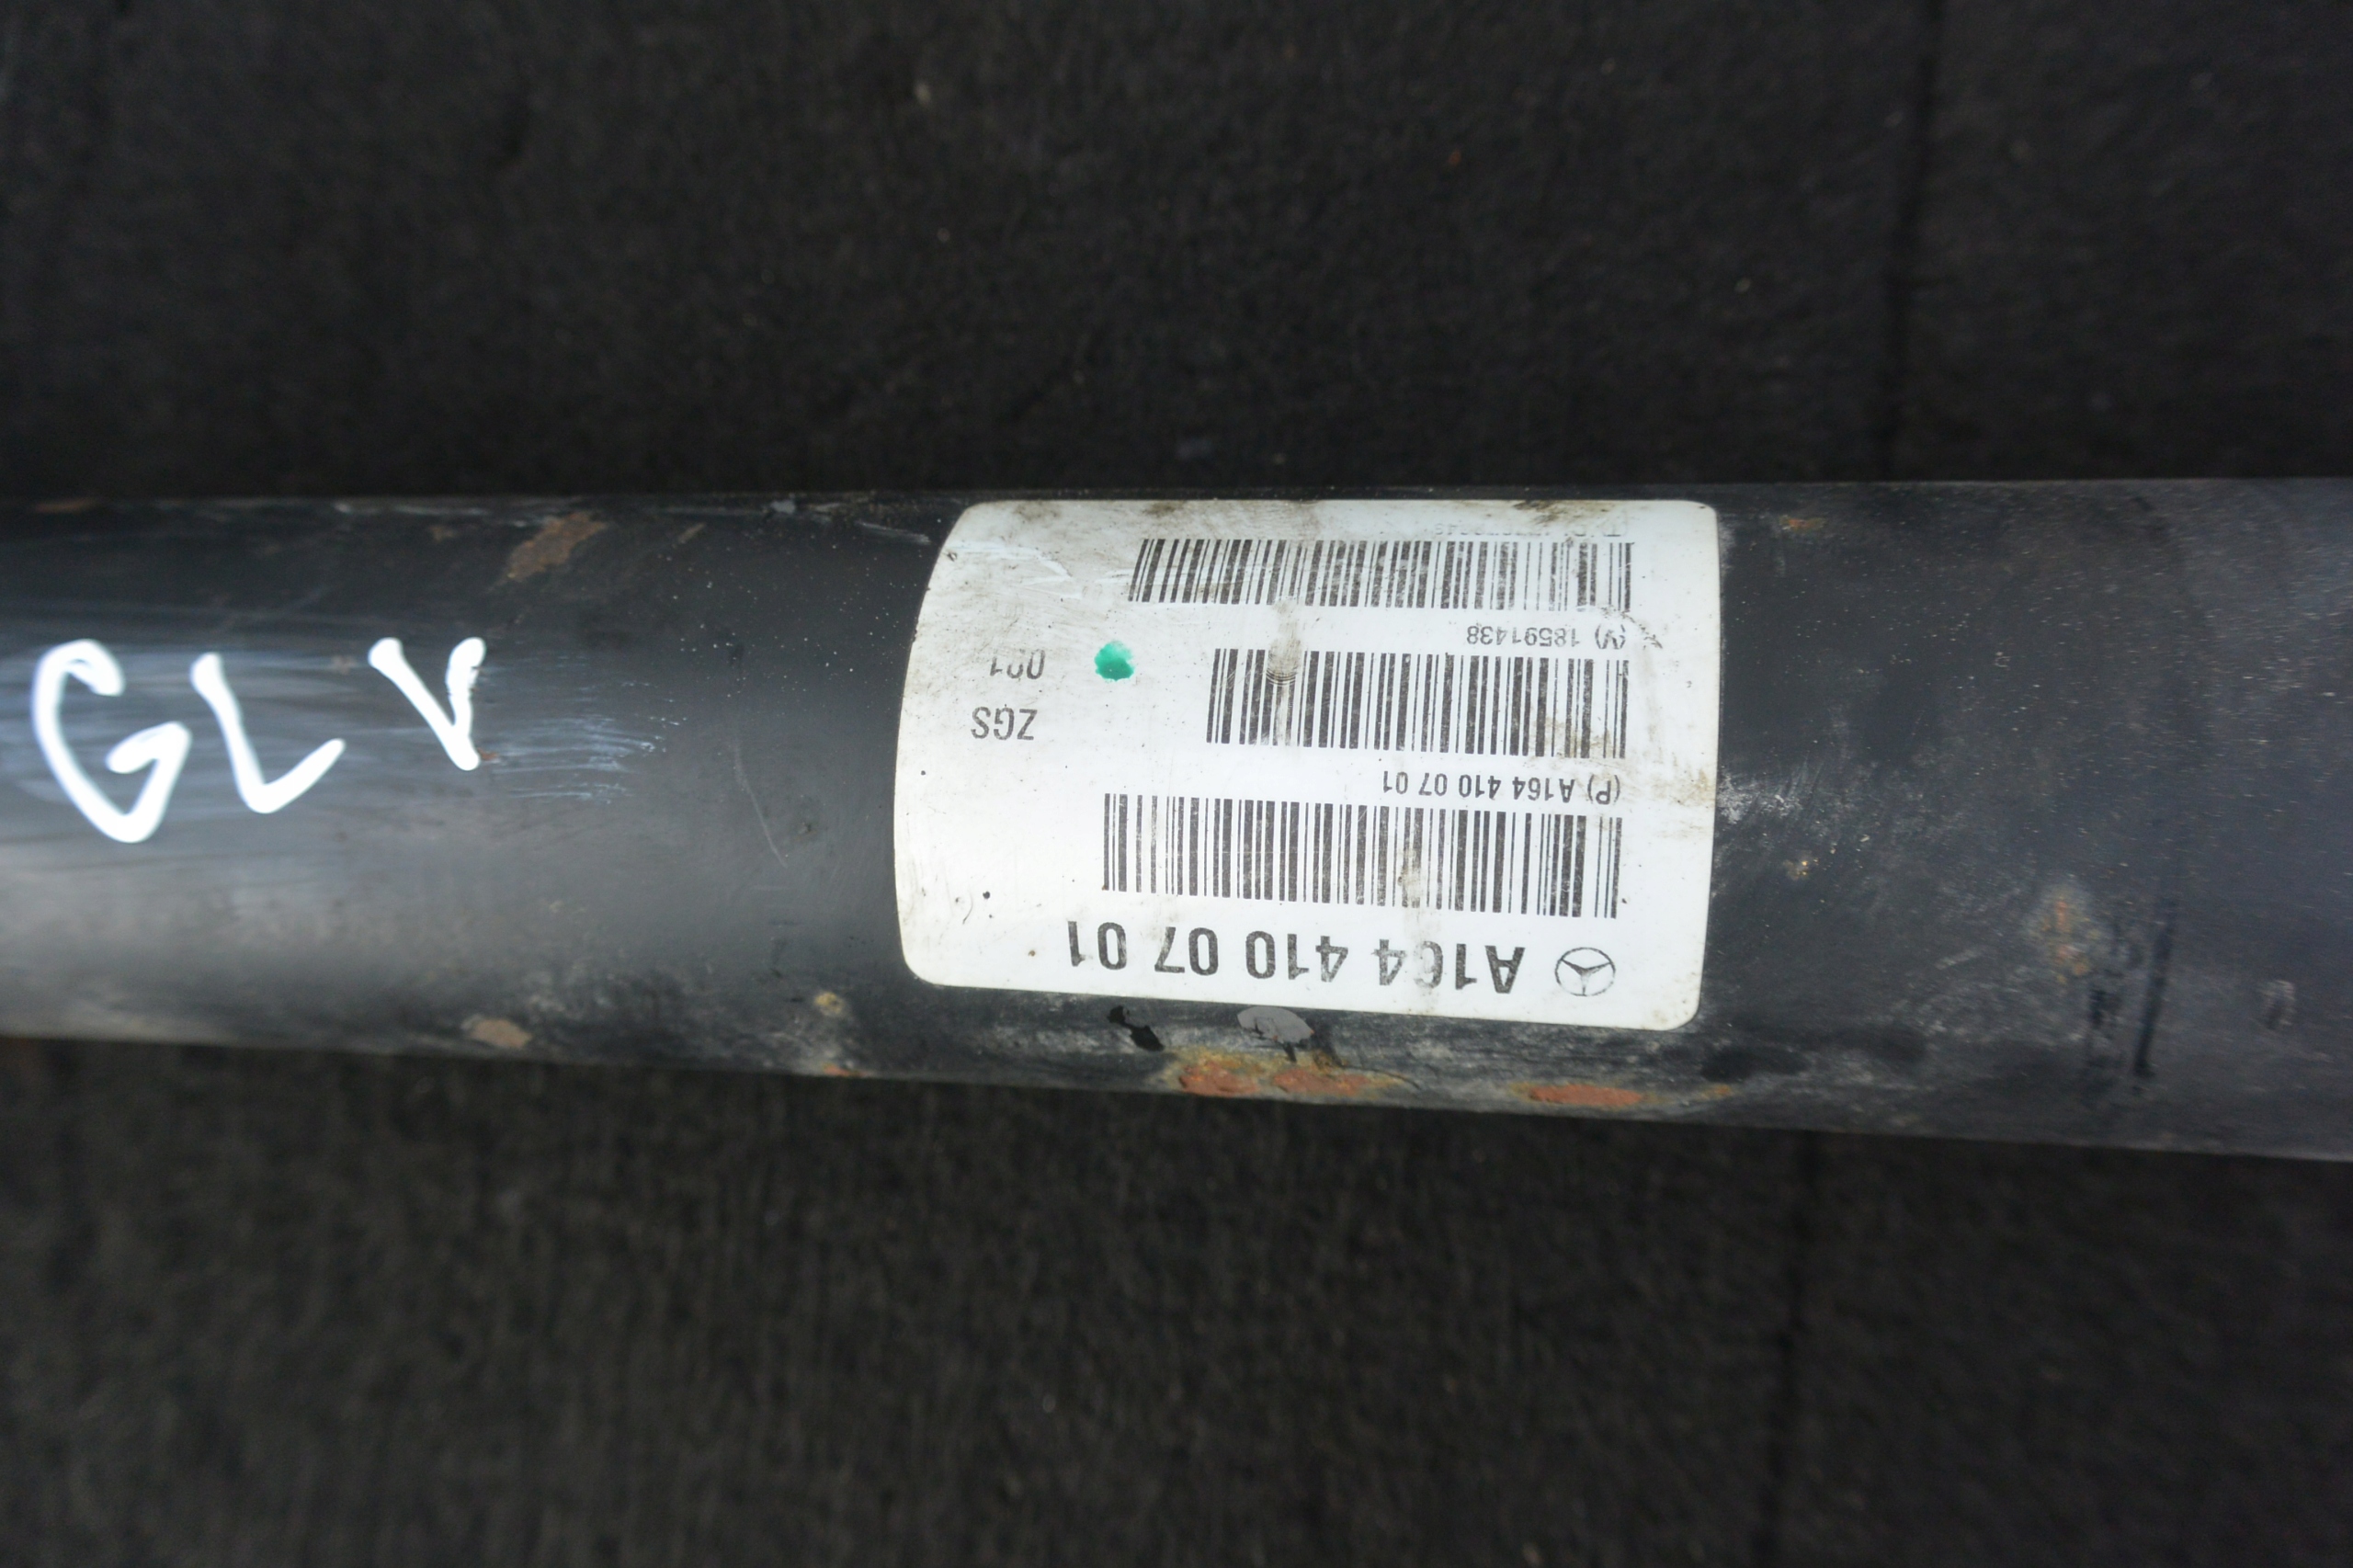 GLV
A164 410 07 01
(P) A164 410 07 01
ZGS
001
(V) 18591438